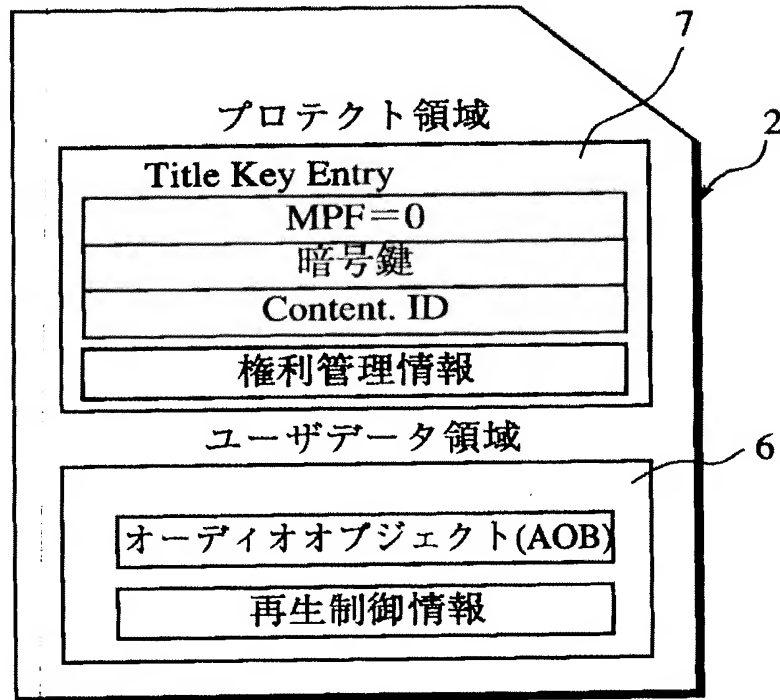 7
プロテクト領域
2
Title Key Entry
MPF＝0
暗号鍵
Content. ID
権利管理情報
ユーザデータ領域
6
オーディオオブジェクト(AOB)
再生制御情報